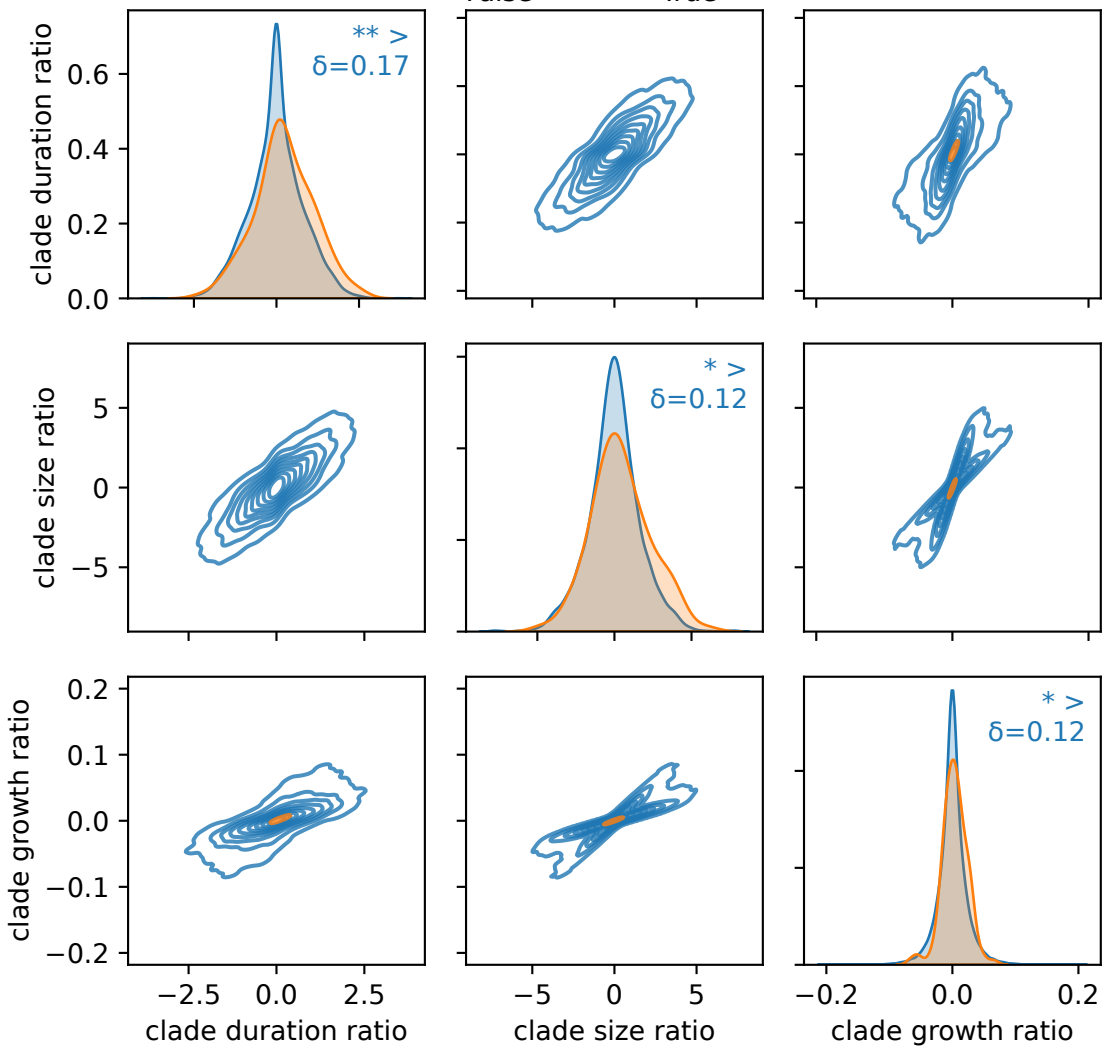 ** >
δ=0.17
clade duration ratio
0.6
0.4
0.2
0.0
* >
δ=0.12
clade size ratio
5
0
−5
* >
δ=0.12
clade growth ratio
0.2
0.1
0.0
−0.1
−0.2
−2.5 0.0 2.5
−5 0 5
−0.2 0.0 0.2
clade duration ratio
clade size ratio
clade growth ratio